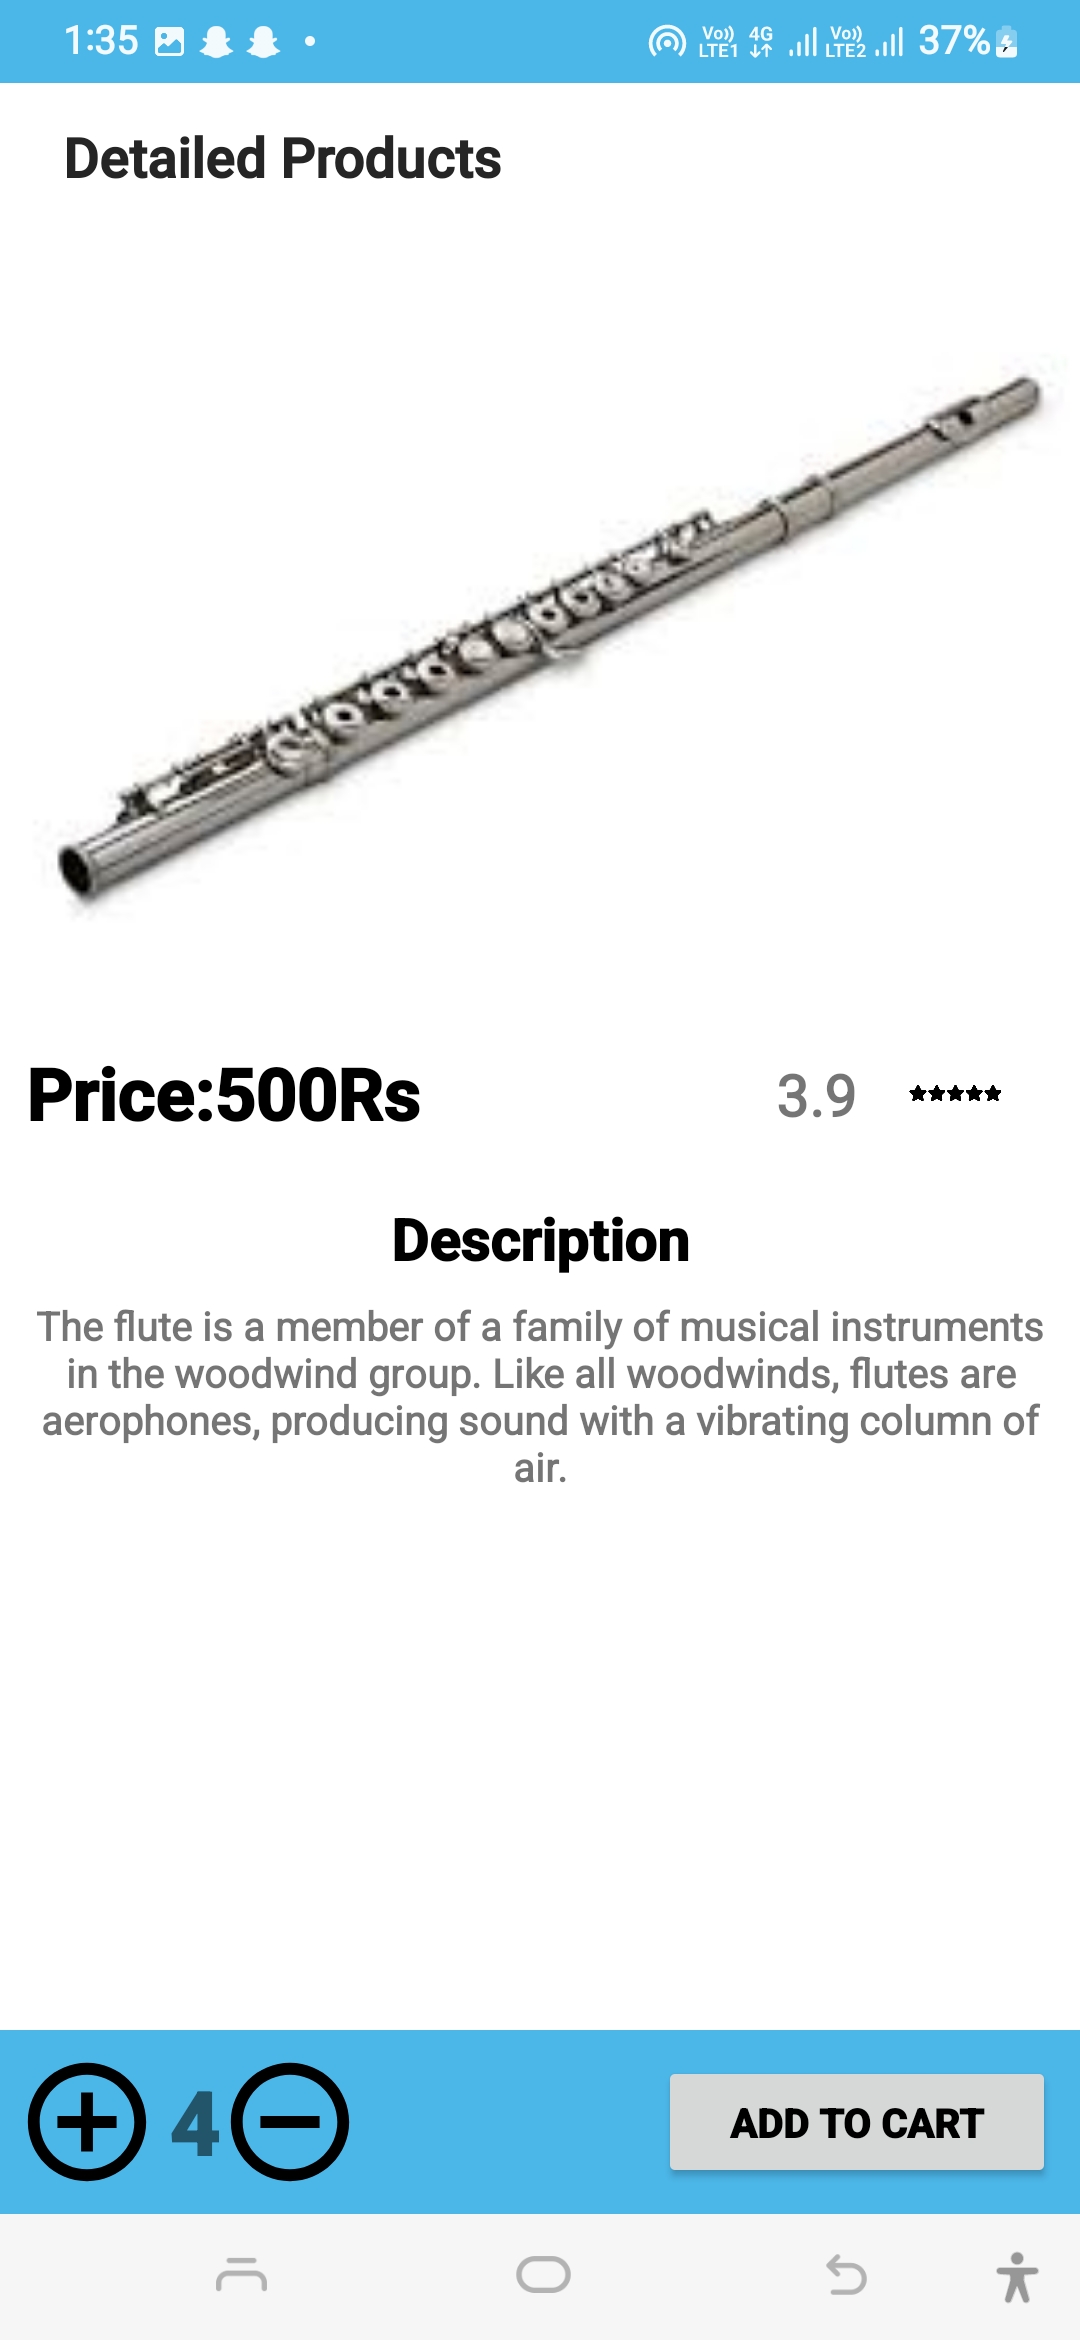 1:35 Vo)) LTE1 4G Vo)) LTE2 37%
Detailed Products
Price:500Rs 3.9
Description
The flute is a member of a family of musical instruments
in the woodwind group. Like all woodwinds, flutes are
aerophones, producing sound with a vibrating column of
air.
4 ADD TO CART